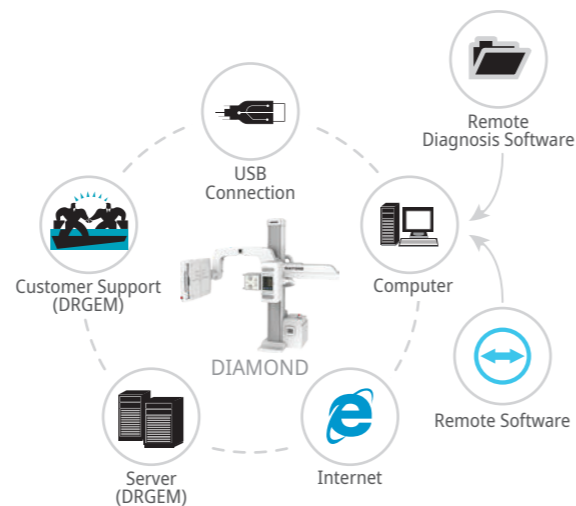 Remote
Diagnosis Software
USB
Connection
Customer Support
(DRGEM)
Computer
DIAMOND
Remote Software
Server
(DRGEM)
Internet